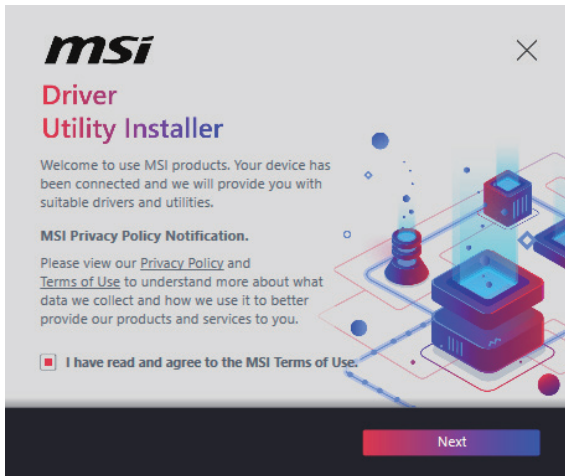 msi
Driver
Utility Installer
Welcome to use MSI products. Your device has
been connected and we will provide you with
suitable drivers and utilities.
MSI Privacy Policy Notification.
Please view our Privacy Policy and
Terms of Use to understand more about what
data we collect and how we use it to better
provide our products and services to you.
I have read and agree to the MSI Terms of Use.
Next